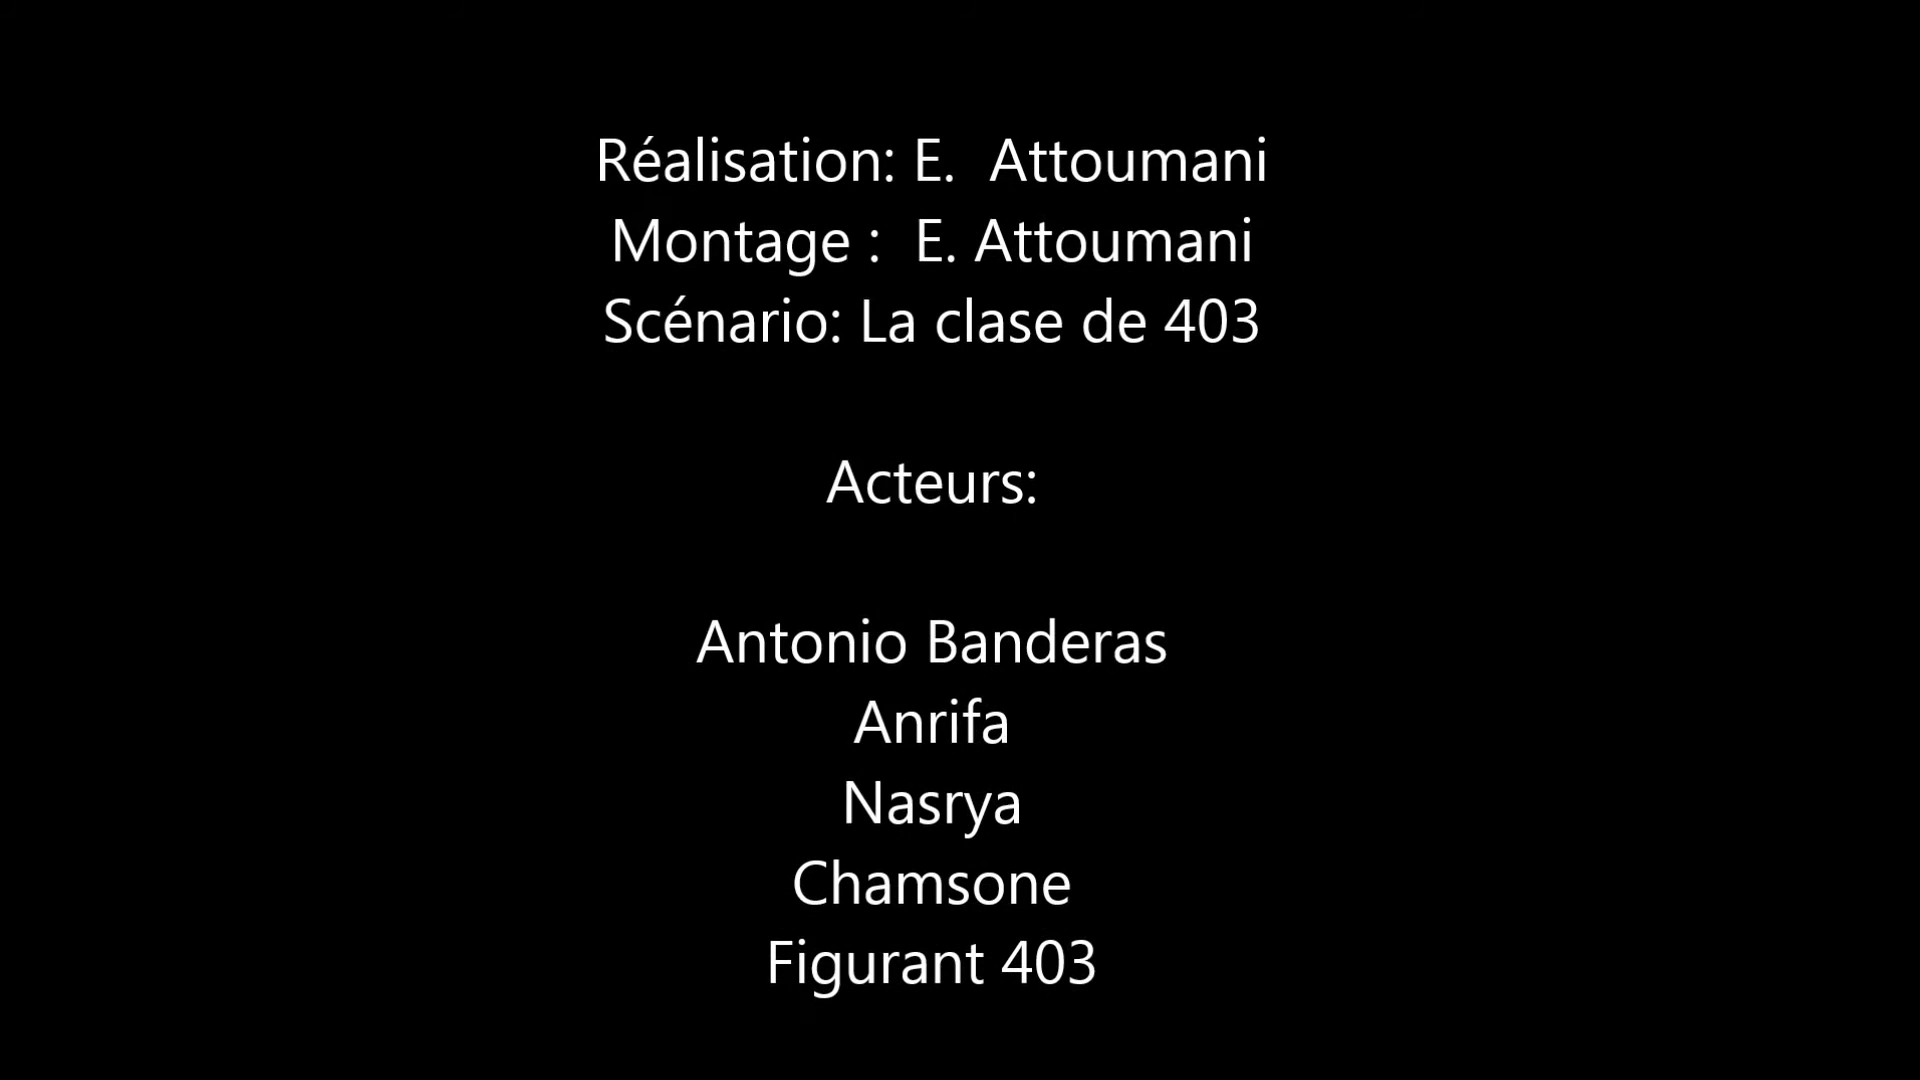 Réalisation: E.  Attoumani
Montage :  E. Attoumani
Scénario: La clase de 403
Acteurs:
Antonio Banderas
Anrifa
Nasrya
Chamsone
Figurant 403